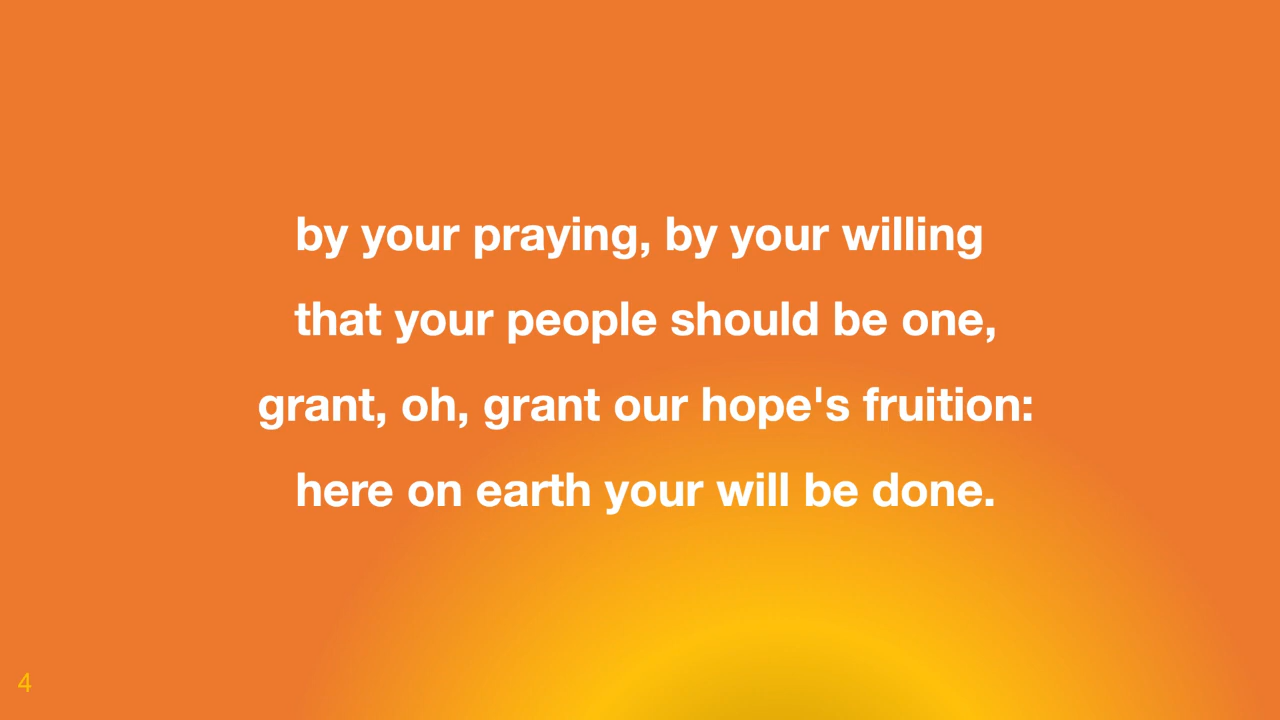 by your praying, by your willing
that your people should be one,
grant, oh, grant our hope's fruition:
here on earth your will be done.
4